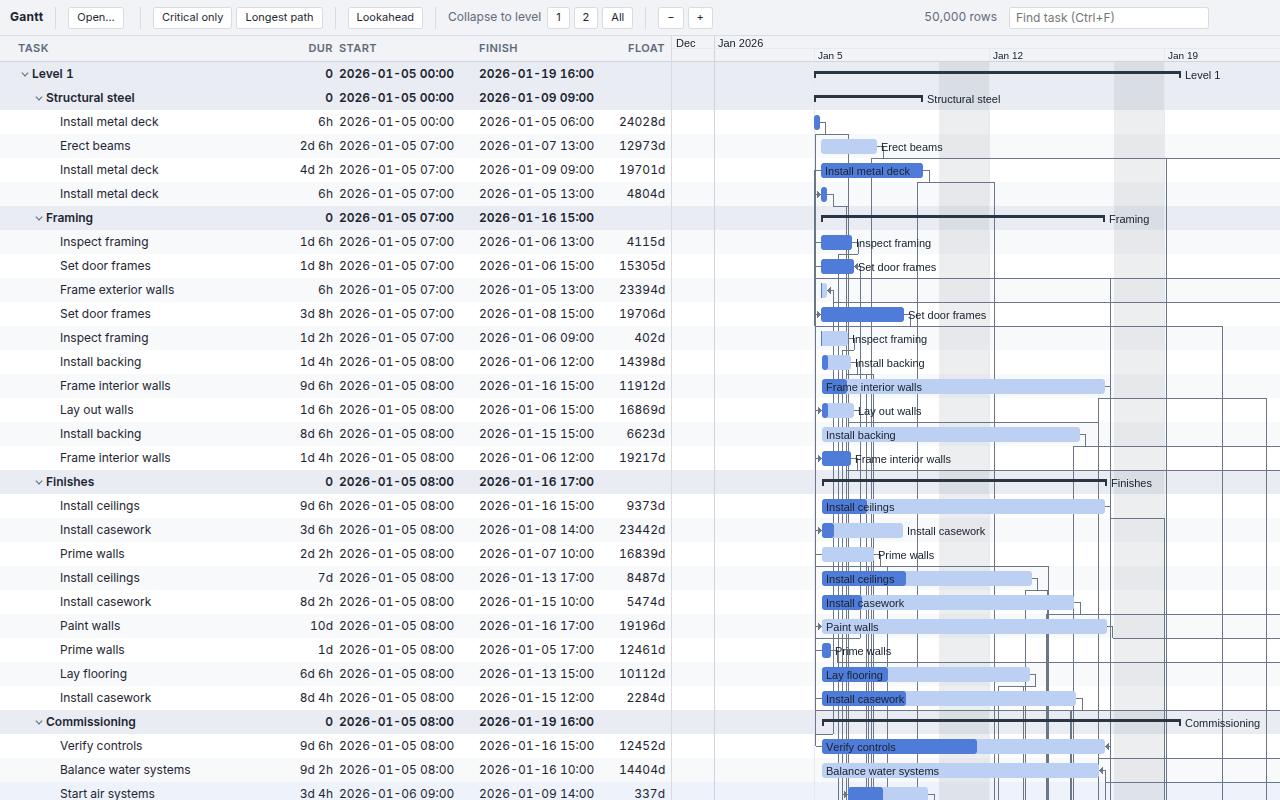 Gantt Open... Critical only Longest path Lookahead Collapse to level 1 2 All − + 50,000 rows Find task (Ctrl+F)
TASK DUR START FINISH FLOAT Dec Jan 2026
Jan 5 Jan 12 Jan 19
Level 1 0 2026-01-05 00:00 2026-01-19 16:00 Level 1
Structural steel 0 2026-01-05 00:00 2026-01-09 09:00 Structural steel
Install metal deck 6h 2026-01-05 00:00 2026-01-05 06:00 24028d
Erect beams 2d 6h 2026-01-05 07:00 2026-01-07 13:00 12973d Erect beams
Install metal deck 4d 2h 2026-01-05 07:00 2026-01-09 09:00 19701d Install metal deck
Install metal deck 6h 2026-01-05 07:00 2026-01-05 13:00 4804d
Framing 0 2026-01-05 07:00 2026-01-16 15:00 Framing
Inspect framing 1d 6h 2026-01-05 07:00 2026-01-06 13:00 4115d Inspect framing
Set door frames 1d 8h 2026-01-05 07:00 2026-01-06 15:00 15305d Set door frames
Frame exterior walls 6h 2026-01-05 07:00 2026-01-05 13:00 23394d
Set door frames 3d 8h 2026-01-05 07:00 2026-01-08 15:00 19706d Set door frames
Inspect framing 1d 2h 2026-01-05 07:00 2026-01-06 09:00 402d Inspect framing
Install backing 1d 4h 2026-01-05 08:00 2026-01-06 12:00 14398d Install backing
Frame interior walls 9d 6h 2026-01-05 08:00 2026-01-16 15:00 11912d Frame interior walls
Lay out walls 1d 6h 2026-01-05 08:00 2026-01-06 15:00 16869d Lay out walls
Install backing 8d 6h 2026-01-05 08:00 2026-01-15 15:00 6623d Install backing
Frame interior walls 1d 4h 2026-01-05 08:00 2026-01-06 12:00 19217d Frame interior walls
Finishes 0 2026-01-05 08:00 2026-01-16 17:00 Finishes
Install ceilings 9d 6h 2026-01-05 08:00 2026-01-16 15:00 9373d Install ceilings
Install casework 3d 6h 2026-01-05 08:00 2026-01-08 14:00 23442d Install casework
Prime walls 2d 2h 2026-01-05 08:00 2026-01-07 10:00 16839d Prime walls
Install ceilings 7d 2026-01-05 08:00 2026-01-13 17:00 8487d Install ceilings
Install casework 8d 2h 2026-01-05 08:00 2026-01-15 10:00 5474d Install casework
Paint walls 10d 2026-01-05 08:00 2026-01-16 17:00 19196d Paint walls
Prime walls 1d 2026-01-05 08:00 2026-01-05 17:00 12461d Prime walls
Lay flooring 6d 6h 2026-01-05 08:00 2026-01-13 15:00 10112d Lay flooring
Install casework 8d 4h 2026-01-05 08:00 2026-01-15 12:00 2284d Install casework
Commissioning 0 2026-01-05 08:00 2026-01-19 16:00 Commissioning
Verify controls 9d 6h 2026-01-05 08:00 2026-01-16 15:00 12452d Verify controls
Balance water systems 9d 2h 2026-01-05 08:00 2026-01-16 10:00 14404d Balance water systems
Start air systems 3d 4h 2026-01-06 09:00 2026-01-09 14:00 337d